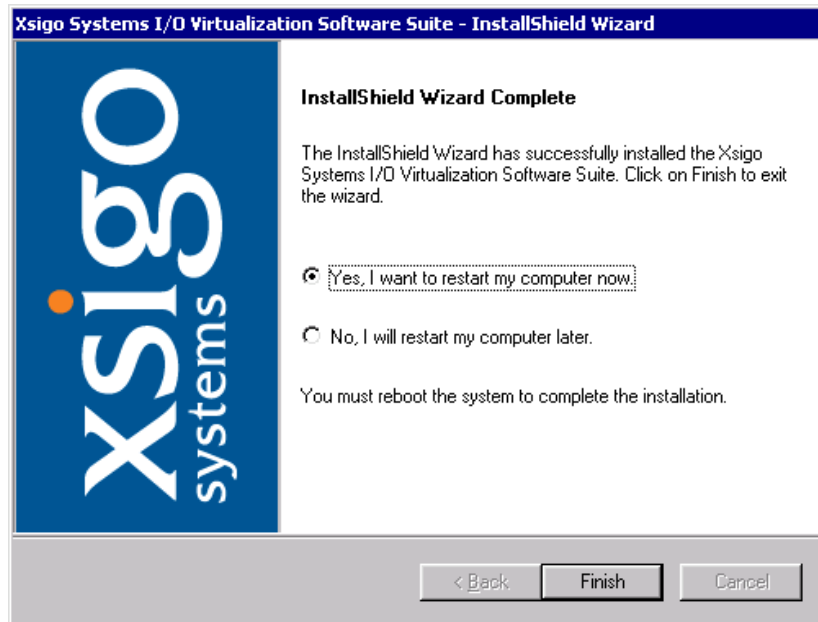 Xsigo Systems I/O Virtualization Software Suite - InstallShield Wizard
xsigo
systems
InstallShield Wizard Complete
The InstallShield Wizard has successfully installed the Xsigo
Systems I/O Virtualization Software Suite. Click on Finish to exit
the wizard.
Yes, I want to restart my computer now.
No, I will restart my computer later.
You must reboot the system to complete the installation.
< Back
Finish
Cancel